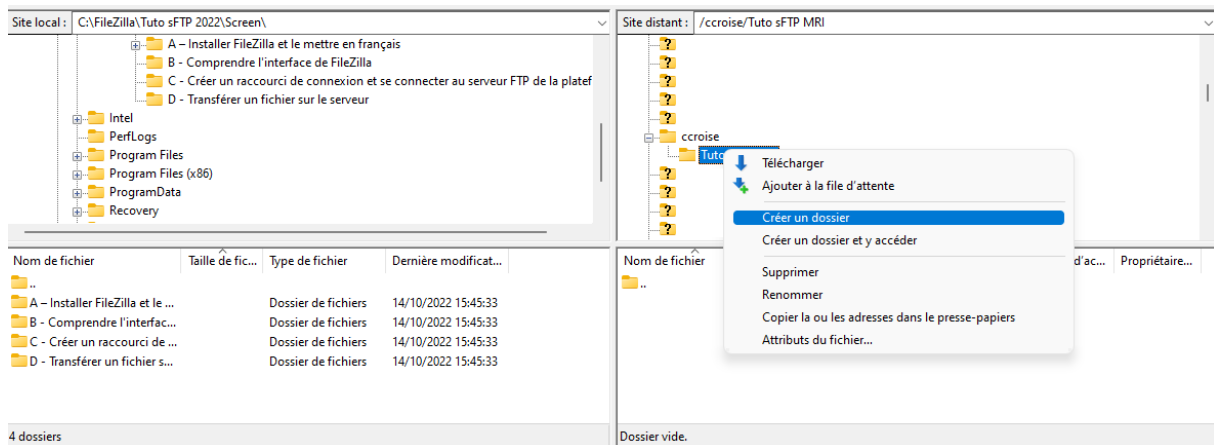 Site local : C:\FileZilla\Tuto sFTP 2022\Screen\
A – Installer FileZilla et le mettre en français
B - Comprendre l'interface de FileZilla
C - Créer un raccourci de connexion et se connecter au serveur FTP de la platef
D - Transférer un fichier sur le serveur
Intel
PerfLogs
Program Files
Program Files (x86)
ProgramData
Recovery
Nom de fichier Taille de fic... Type de fichier Dernière modificat...
..
A – Installer FileZilla et le ... Dossier de fichiers 14/10/2022 15:45:33
B - Comprendre l'interfac... Dossier de fichiers 14/10/2022 15:45:33
C - Créer un raccourci de ... Dossier de fichiers 14/10/2022 15:45:33
D - Transférer un fichier s... Dossier de fichiers 14/10/2022 15:45:33
4 dossiers
Site distant : /ccroise/Tuto sFTP MRI
?
?
?
?
?
ccroise
Tuto
?
?
?
?
Télécharger
Ajouter à la file d'attente
Créer un dossier
Créer un dossier et y accéder
Supprimer
Renommer
Copier la ou les adresses dans le presse-papiers
Attributs du fichier...
Nom de fichier d'ac... Propriétaire...
..
Dossier vide.